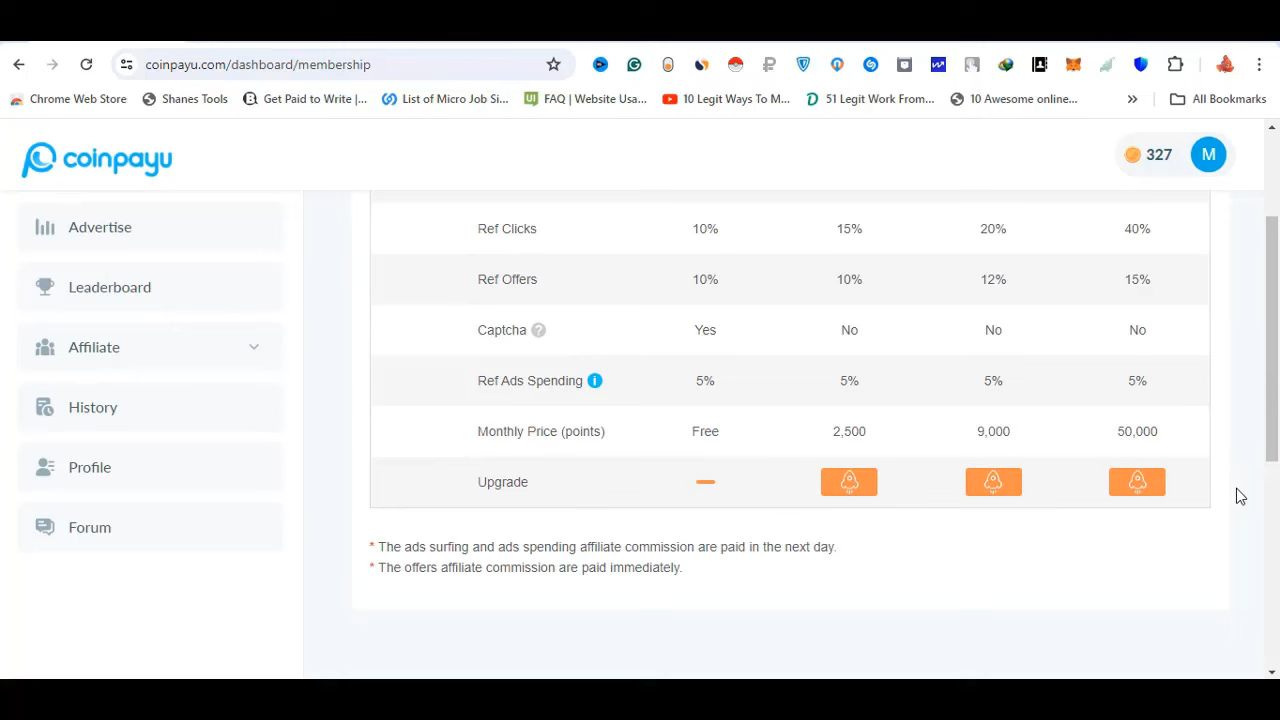 coinpayu.com/dashboard/membership
Chrome Web Store Shanes Tools Get Paid to Write |... List of Micro Job Si... FAQ | Website Usa... 10 Legit Ways To M... 51 Legit Work From... 10 Awesome online... » All Bookmarks
coinpayu
327 M
Advertise
Leaderboard
Affiliate
History
Profile
Forum
Ref Clicks 10% 15% 20% 40%
Ref Offers 10% 10% 12% 15%
Captcha ? Yes No No No
Ref Ads Spending i 5% 5% 5% 5%
Monthly Price (points) Free 2,500 9,000 50,000
Upgrade
* The ads surfing and ads spending affiliate commission are paid in the next day.
* The offers affiliate commission are paid immediately.